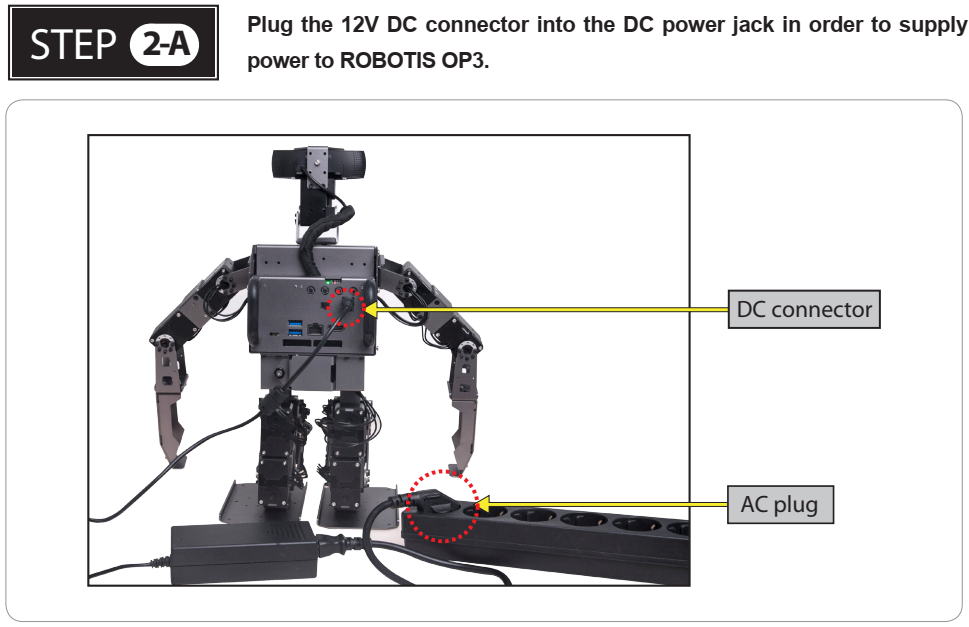 STEP 2-A
Plug the 12V DC connector into the DC power jack in order to supply
power to ROBOTIS OP3.
DC connector
AC plug